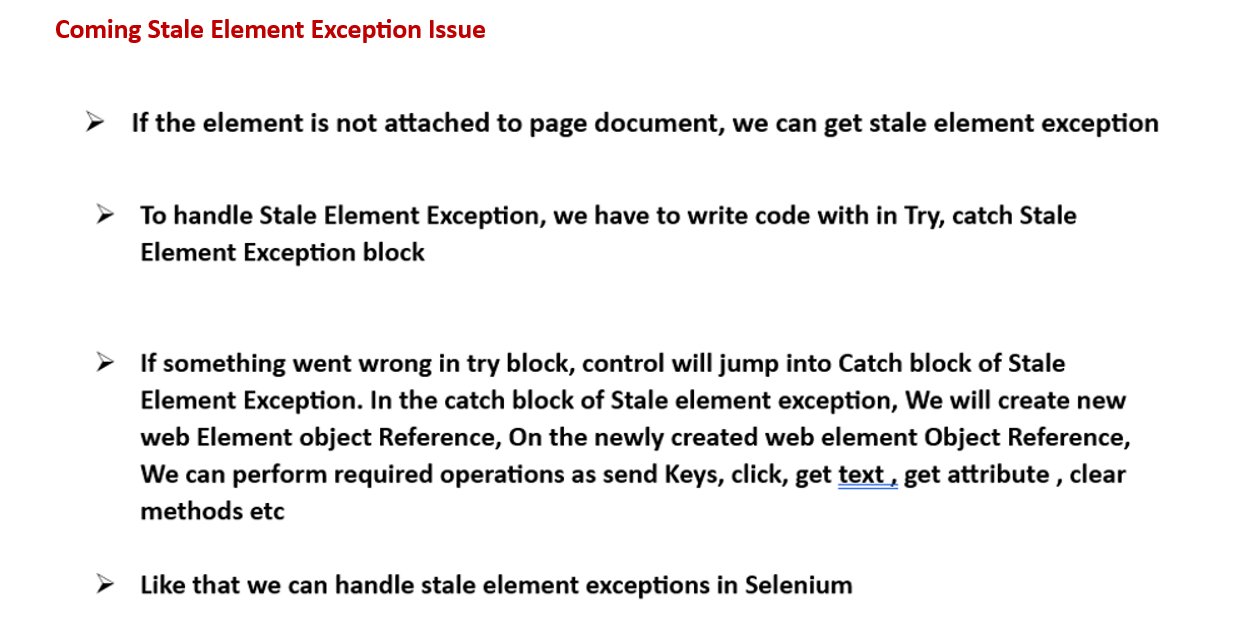 Coming Stale Element Exception Issue
If the element is not attached to page document, we can get stale element exception
To handle Stale Element Exception, we have to write code with in Try, catch Stale
Element Exception block
If something went wrong in try block, control will jump into Catch block of Stale
Element Exception. In the catch block of Stale element exception, We will create new
web Element object Reference, On the newly created web element Object Reference,
We can perform required operations as send Keys, click, get text , get attribute , clear
methods etc
Like that we can handle stale element exceptions in Selenium